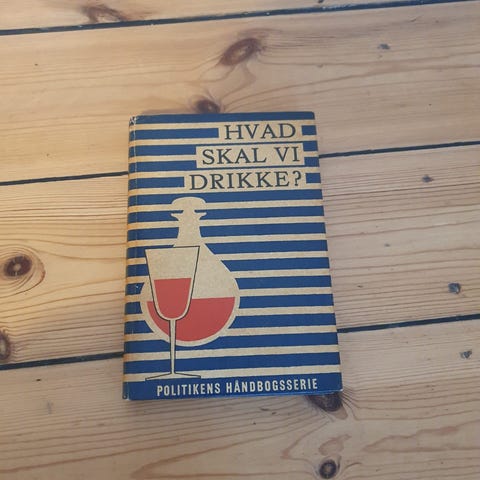 HVAD
SKAL VI
DRIKKE?
POLITIKENS HÅNDBOGSSERIE